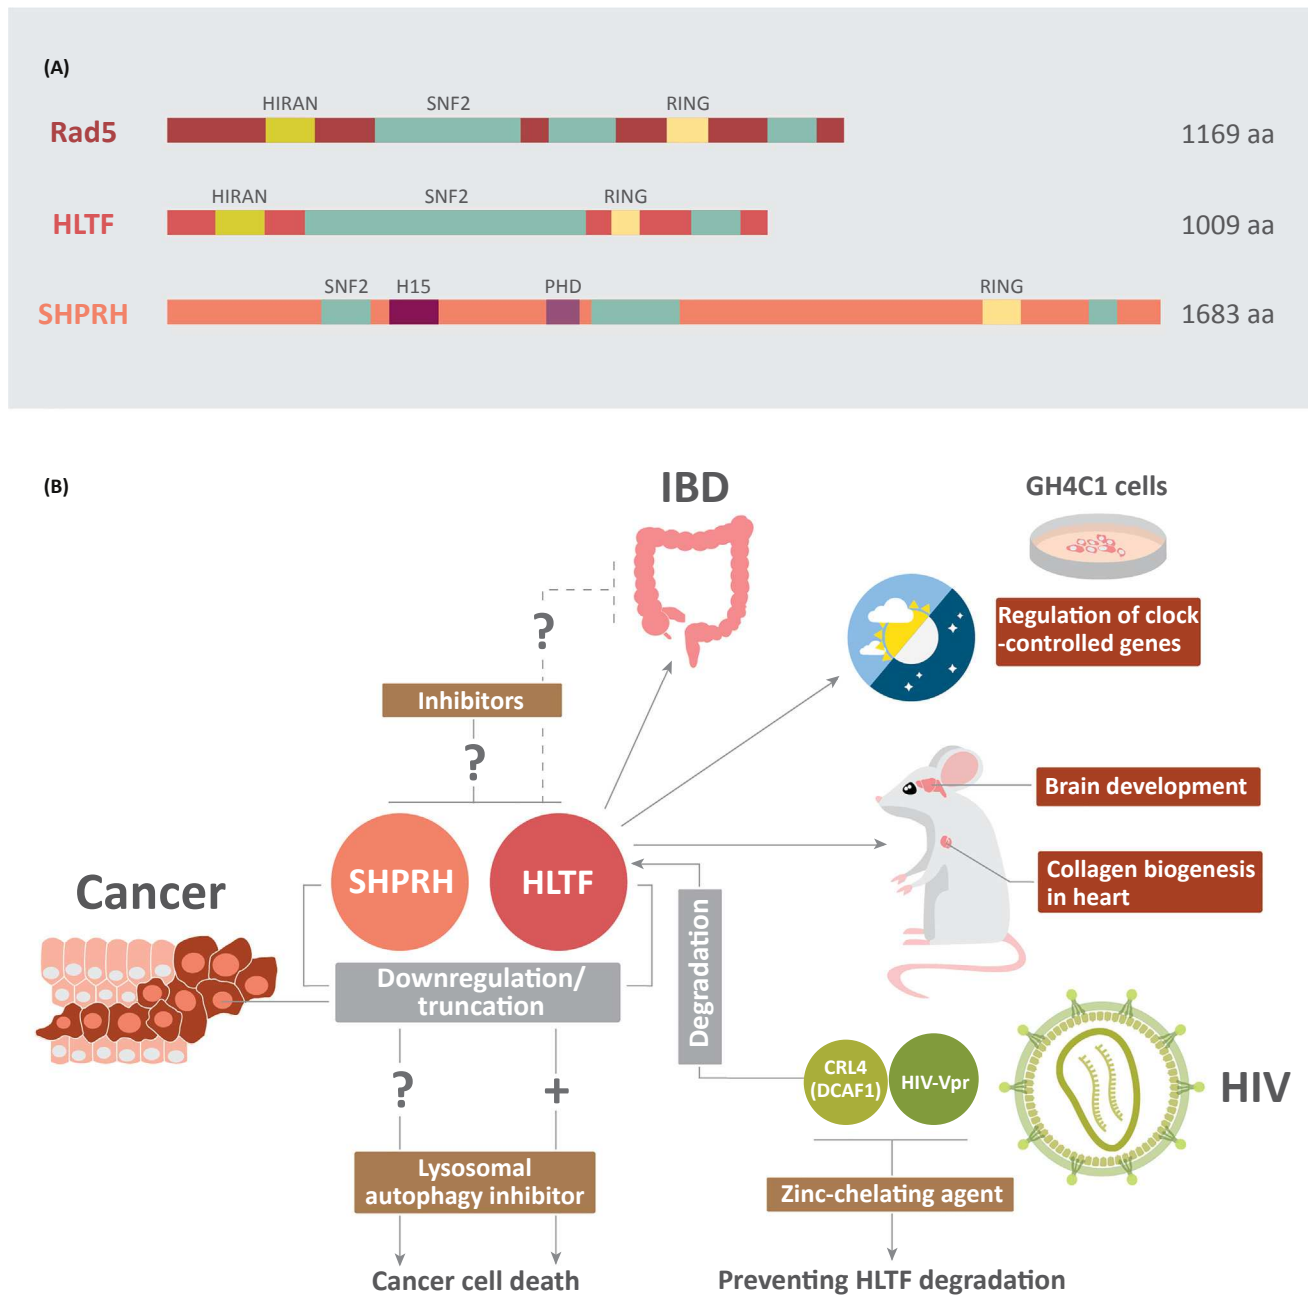 (A)
HIRAN SNF2 RING
Rad5 1169 aa
HIRAN SNF2 RING
HLTF 1009 aa
SNF2 H15 PHD RING
SHPRH 1683 aa
(B)
IBD
GH4C1 cells
Regulation of clock
-controlled genes
?
Inhibitors
?
Brain development
Collagen biogenesis
in heart
SHPRH
HLTF
Cancer
Downregulation/
truncation
Degradation
CRL4
(DCAF1)
HIV-Vpr
HIV
? +
Lysosomal
autophagy inhibitor
Zinc-chelating agent
Cancer cell death
Preventing HLTF degradation